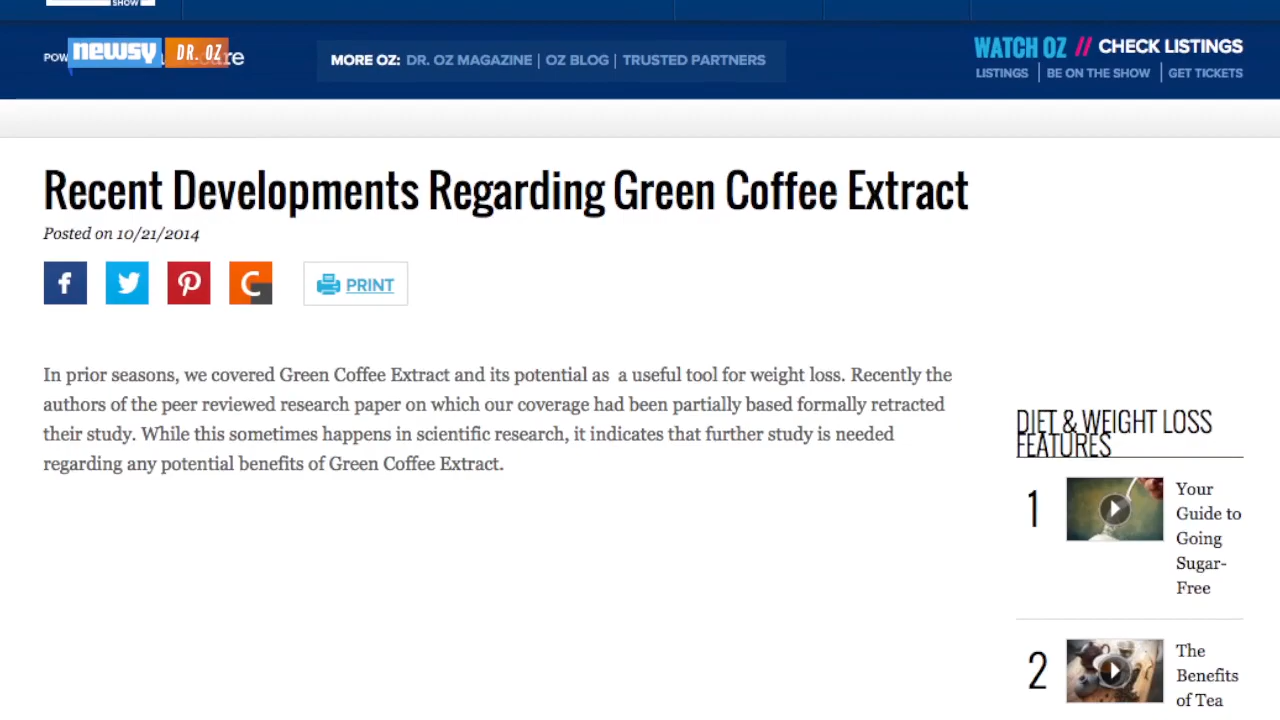 SHOW
POW
newsy
DR. OZ
re
MORE OZ: DR. OZ MAGAZINE | OZ BLOG | TRUSTED PARTNERS
WATCH OZ // CHECK LISTINGS
LISTINGS | BE ON THE SHOW | GET TICKETS
Recent Developments Regarding Green Coffee Extract
Posted on 10/21/2014
PRINT
In prior seasons, we covered Green Coffee Extract and its potential as a useful tool for weight loss. Recently the
authors of the peer reviewed research paper on which our coverage had been partially based formally retracted
their study. While this sometimes happens in scientific research, it indicates that further study is needed
regarding any potential benefits of Green Coffee Extract.
DIET & WEIGHT LOSS
FEATURES
1
Your
Guide to
Going
Sugar-
Free
2
The
Benefits
of Tea